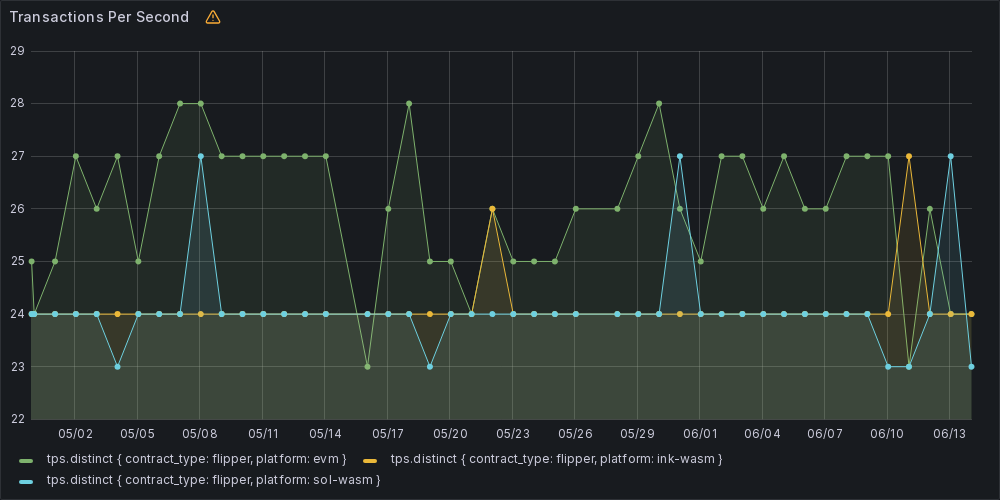 Transactions Per Second
29
28
27
26
25
24
23
22
05/02 05/05 05/08 05/11 05/14 05/17 05/20 05/23 05/26 05/29 06/01 06/04 06/07 06/10 06/13
tps.distinct { contract_type: flipper, platform: evm } tps.distinct { contract_type: flipper, platform: ink-wasm }
tps.distinct { contract_type: flipper, platform: sol-wasm }